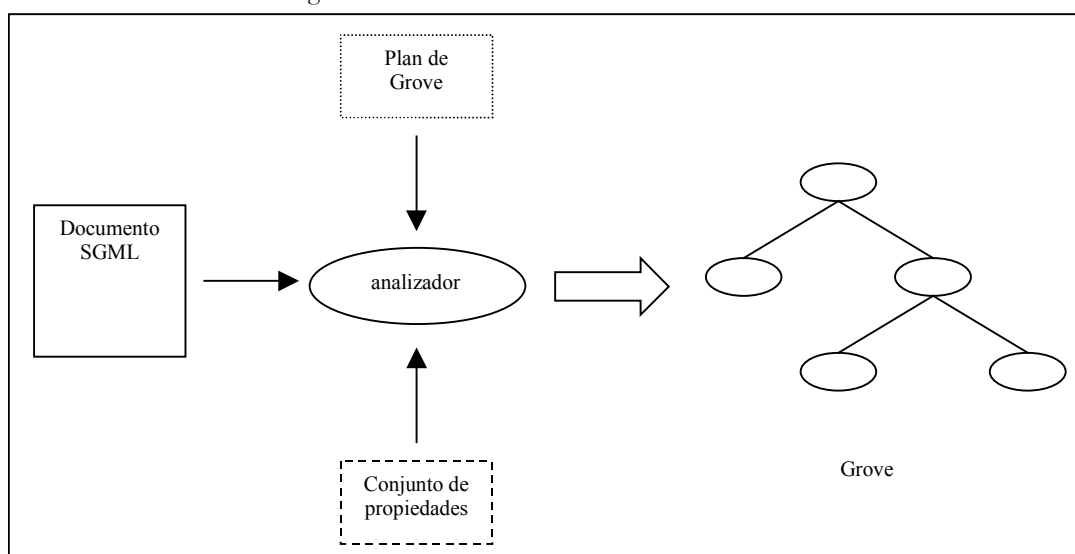 Plan de
Grove
Documento
SGML
analizador
Conjunto de
propiedades
Grove